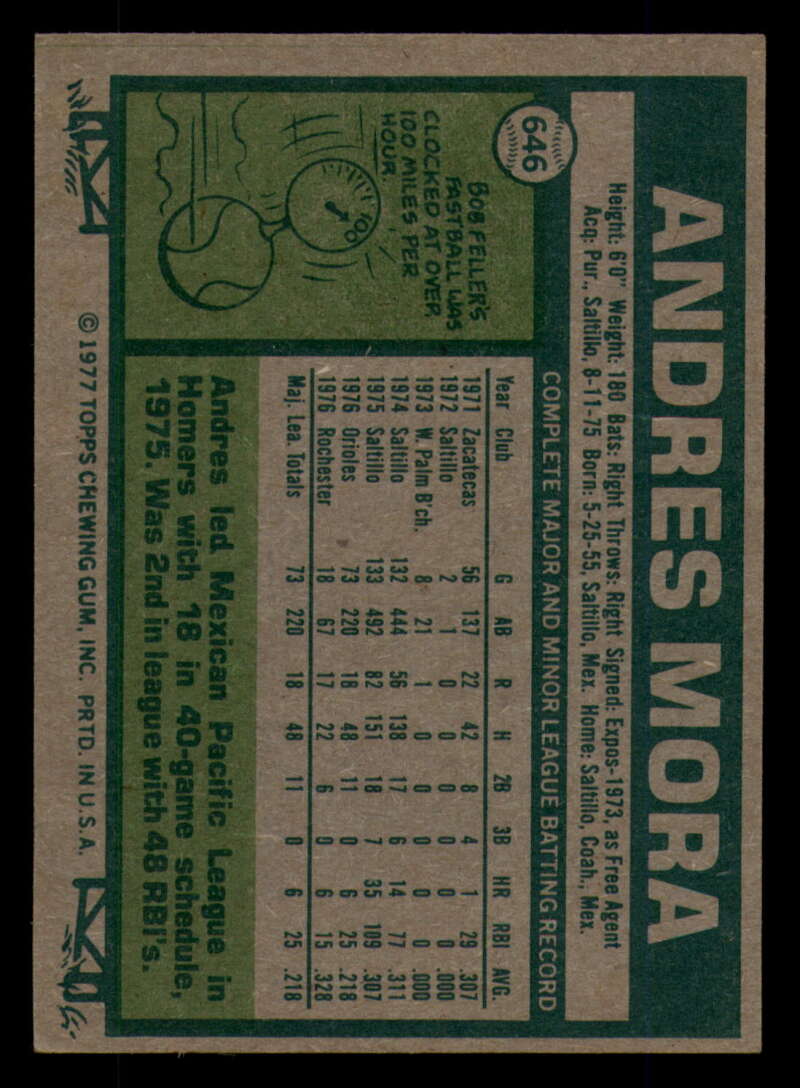 646
ANDRES MORA
Height: 6'0" Weight: 180 Bats: Right Throws: Right Signed: Expos-1973, as Free Agent
Acq: Pur., Saltillo, 8-11-75 Born: 5-25-55, Saltillo, Mex. Home: Saltillo, Coah., Mex.
COMPLETE MAJOR AND MINOR LEAGUE BATTING RECORD
Year Club G AB R H 2B 3B HR RBI AVG.
1971 Zacatecas 56 137 22 42 8 4 1 29 .307
1972 Saltillo 2 1 0 0 0 0 0 0 .000
1973 W. Palm B'ch. 8 21 1 0 0 0 0 0 .000
1974 Saltillo 132 444 56 138 17 6 14 77 .311
1975 Saltillo 133 492 82 151 18 7 35 109 .307
1976 Orioles 73 220 18 48 11 0 6 25 .218
1976 Rochester 18 67 17 22 6 0 6 15 .328
Maj. Lea. Totals 73 220 18 48 11 0 6 25 .218
BOB FELLER'S
FASTBALL WAS
CLOCKED AT OVER
100 MILES PER
HOUR.
Andres led Mexican Pacific League in
Homers with 18 in 40-game schedule,
1975. Was 2nd in league with 48 RBI's.
© 1977 TOPPS CHEWING GUM, INC. PRTD. IN U.S.A.